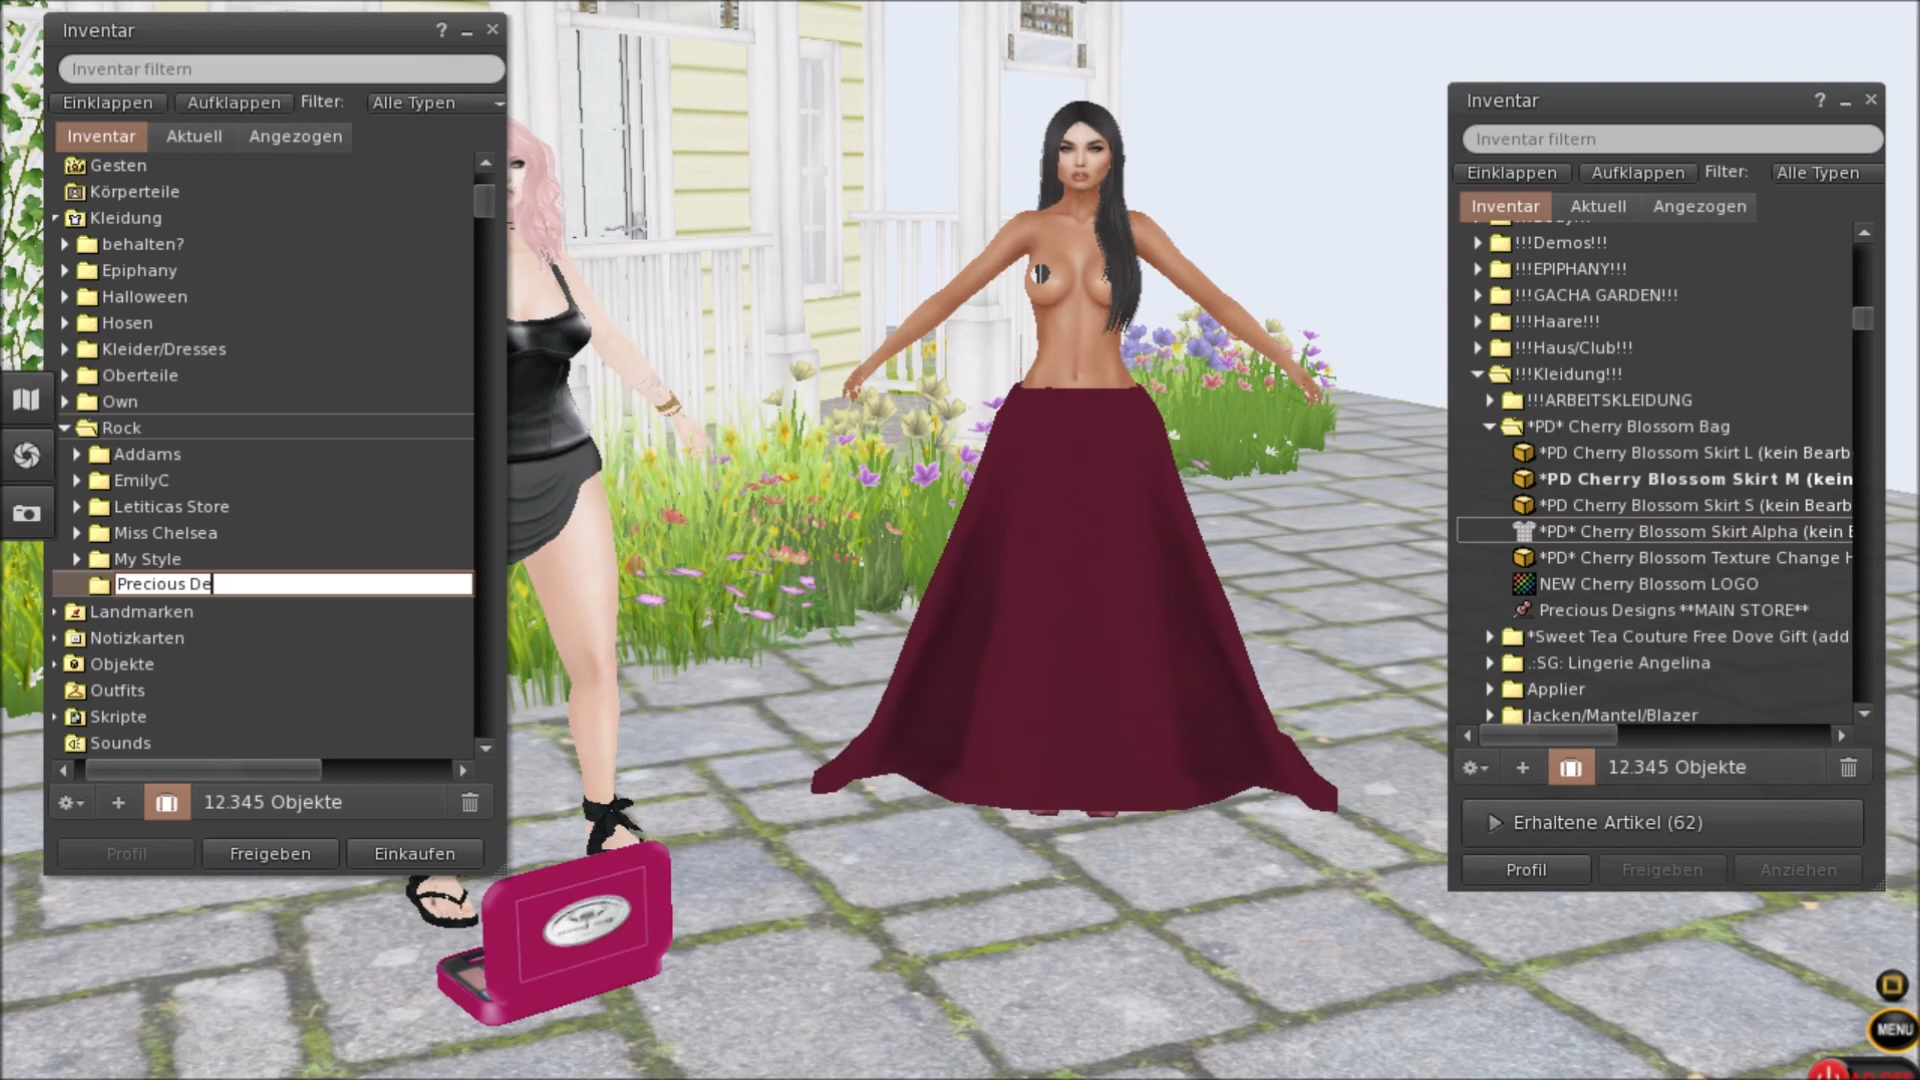 Inventar ?
Inventar filtern
Einklappen Aufklappen Filter: Alle Typen
Inventar Aktuell Angezogen
Gesten
Körperteile
Kleidung
behalten?
Epiphany
Halloween
Hosen
Kleider/Dresses
Oberteile
Own
Rock
Addams
EmilyC
Leticas Store
Miss Chelsea
My Style
Precious De
Landmarken
Notizkarten
Objekte
Outfits
Skripte
Sounds
12.345 Objekte
Profil Freigeben Einkaufen
Inventar ?
Inventar filtern
Einklappen Aufklappen Filter: Alle Typen
Inventar Aktuell Angezogen
!!!Demos!!!
!!!EPIPHANY!!!
!!!GACHA GARDEN!!!
!!!Haare!!!
!!!Haus/Club!!!
!!!Kleidung!!!
!!!ARBEITSKLEIDUNG
*PD* Cherry Blossom Bag
*PD Cherry Blossom Skirt L (kein Bearb
*PD Cherry Blossom Skirt M (kein
*PD Cherry Blossom Skirt S (kein Bearb
*PD* Cherry Blossom Skirt Alpha (kein
*PD* Cherry Blossom Texture Change
NEW Cherry Blossom LOGO
Precious Designs **MAIN STORE**
*Sweet Tea Couture Free Dove Gift (add
.:SG: Lingerie Angelina
Applier
Jacken/Mantel/Blazer
12.345 Objekte
Erhaltene Artikel (62)
Profil Freigeben Anziehen
MENU